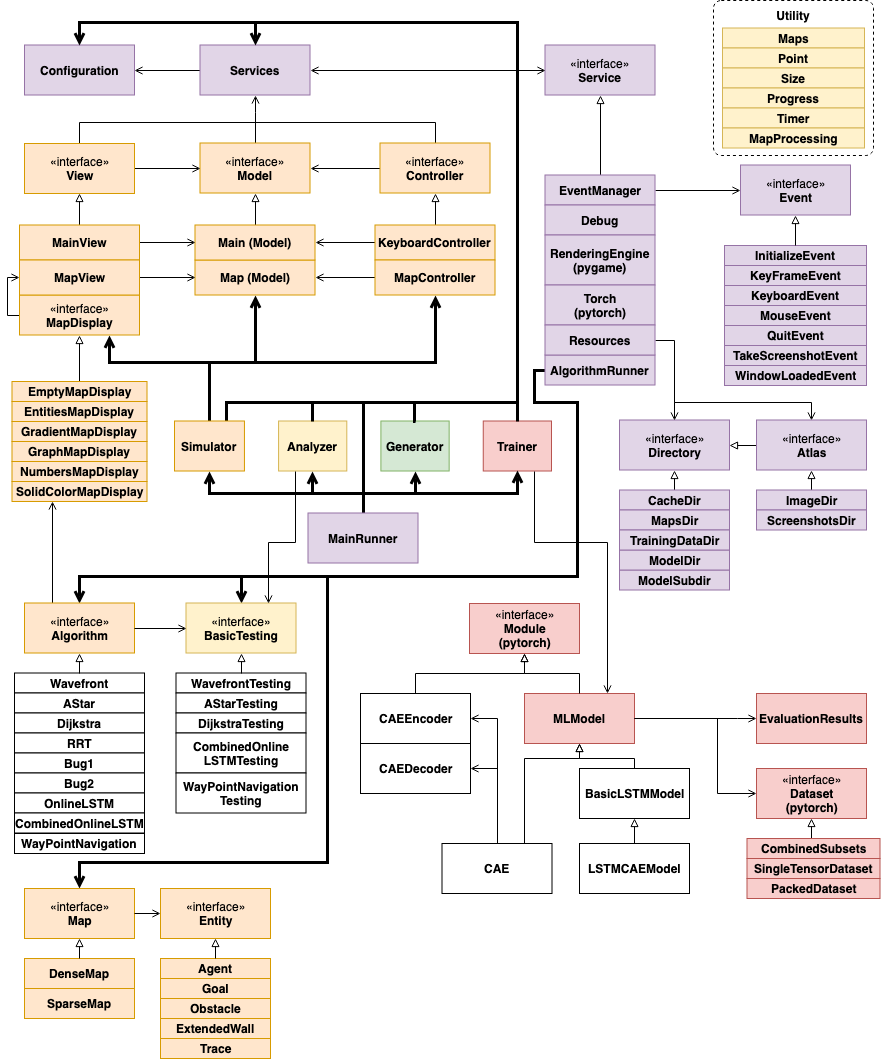 Utility
Maps
Point
Size
Progress
Timer
MapProcessing
Configuration
Services
«interface»
Service
«interface»
View
«interface»
Model
«interface»
Controller
MainView
MapView
«interface»
MapDisplay
Main (Model)
Map (Model)
KeyboardController
MapController
EventManager
Debug
RenderingEngine
(pygame)
Torch
(pytorch)
Resources
AlgorithmRunner
«interface»
Event
InitializeEvent
KeyFrameEvent
KeyboardEvent
MouseEvent
QuitEvent
TakeScreenshotEvent
WindowLoadedEvent
EmptyMapDisplay
EntitiesMapDisplay
GradientMapDisplay
GraphMapDisplay
NumbersMapDisplay
SolidColorMapDisplay
Simulator
Analyzer
Generator
Trainer
MainRunner
«interface»
Directory
«interface»
Atlas
CacheDir
MapsDir
TrainingDataDir
ModelDir
ModelSubdir
ImageDir
ScreenshotsDir
«interface»
Algorithm
«interface»
BasicTesting
Wavefront
AStar
Dijkstra
RRT
Bug1
Bug2
OnlineLSTM
CombinedOnlineLSTM
WayPointNavigation
WavefrontTesting
AStarTesting
DijkstraTesting
CombinedOnline
LSTMTesting
WayPointNavigation
Testing
«interface»
Module
(pytorch)
CAEEncoder
CAEDecoder
MLModel
EvaluationResults
BasicLSTMModel
«interface»
Dataset
(pytorch)
CAE
LSTMCAEModel
CombinedSubsets
SingleTensorDataset
PackedDataset
«interface»
Map
«interface»
Entity
DenseMap
SparseMap
Agent
Goal
Obstacle
ExtendedWall
Trace